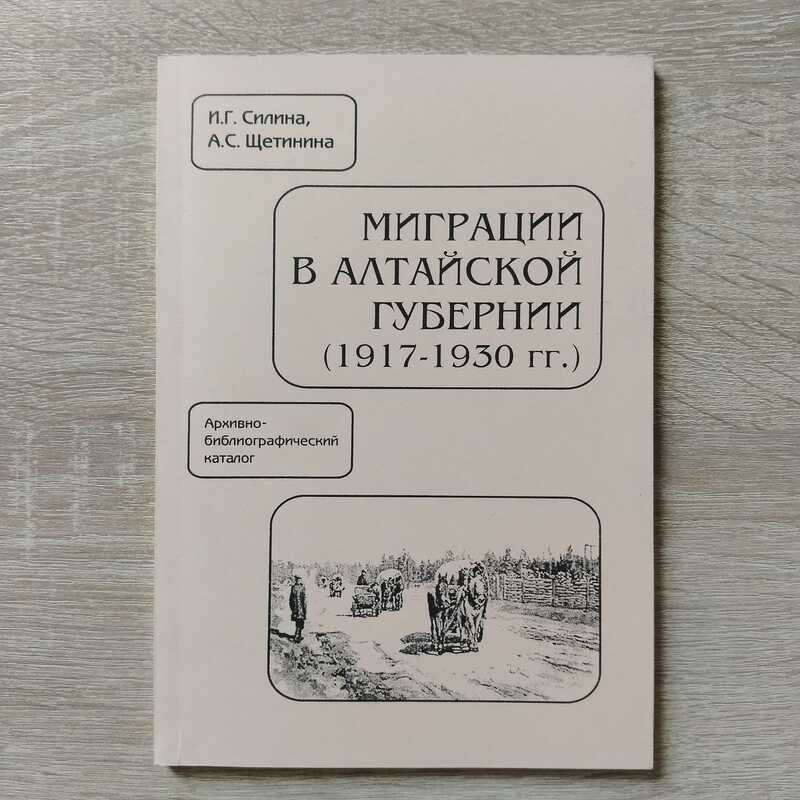 И.Г. Силина,
А.С. Щетинина
МИГРАЦИИ
В АЛТАЙСКОЙ
ГУБЕРНИИ
(1917-1930 гг.)
Архивно-
библиографический
каталог